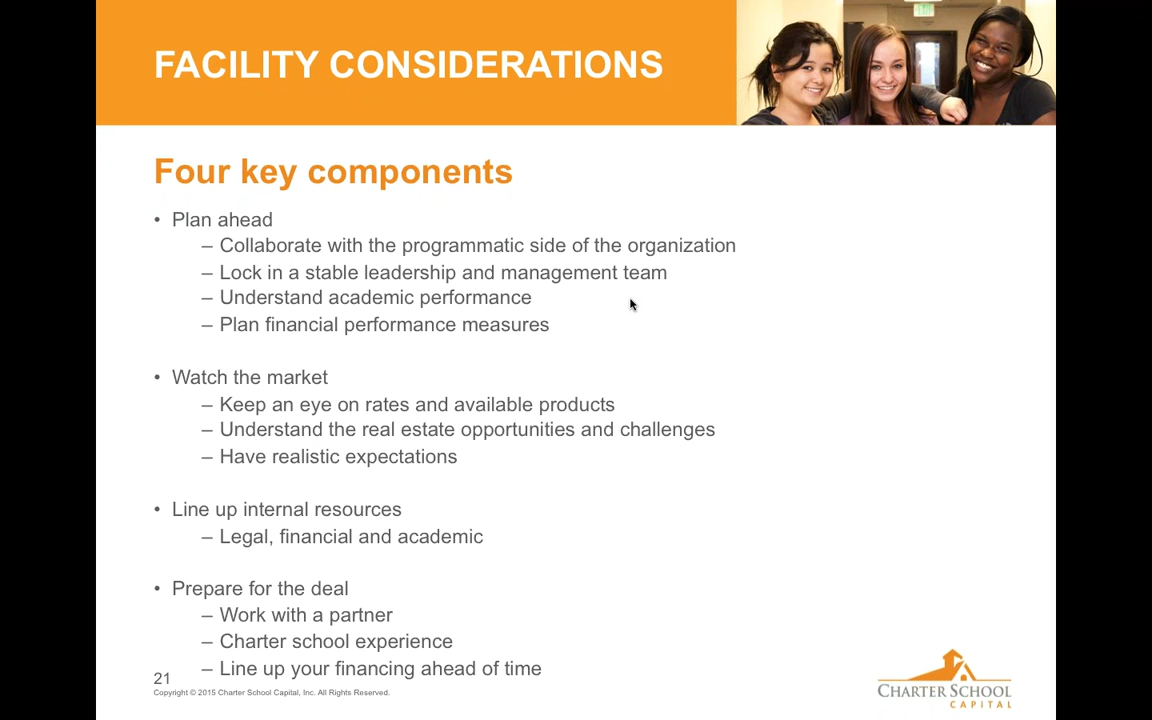 FACILITY CONSIDERATIONS
Four key components
• Plan ahead
– Collaborate with the programmatic side of the organization
– Lock in a stable leadership and management team
– Understand academic performance
– Plan financial performance measures
• Watch the market
– Keep an eye on rates and available products
– Understand the real estate opportunities and challenges
– Have realistic expectations
• Line up internal resources
– Legal, financial and academic
• Prepare for the deal
– Work with a partner
– Charter school experience
– Line up your financing ahead of time
21
Copyright © 2015 Charter School Capital, Inc. All Rights Reserved.
CHARTER SCHOOL
CAPITAL